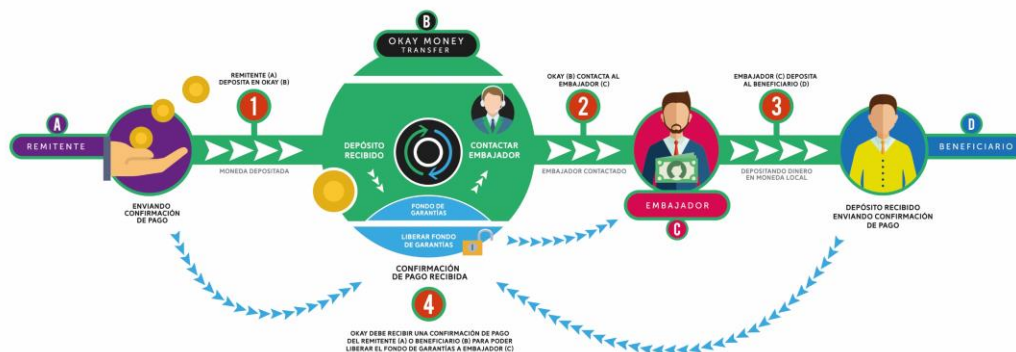 B
OKAY MONEY
TRANSFER
REMITENTE (A)
DEPOSITA EN OKAY (B)
1
OKAY (B) CONTACTA AL
EMBAJADOR (C)
2
EMBAJADOR (C) DEPOSITA
AL BENEFICIARIO (D)
3
A
REMITENTE
MONEDA DEPOSITADA
DEPÓSITO
RECIBIDO
CONTACTAR
EMBAJADOR
EMBAJADOR CONTACTADO
DEPOSITANDO DINERO
EN MONEDA LOCAL
D
BENEFICIARIO
ENVIANDO
CONFIRMACIÓN
DE PAGO
FONDO DE
GARANTÍAS
LIBERAR FONDO
DE GARANTÍAS
EMBAJADOR
C
DEPÓSITO RECIBIDO
ENVIANDO CONFIRMACIÓN
DE PAGO
CONFIRMACIÓN
DE PAGO RECIBIDA
4
OKAY DEBE RECIBIR UNA CONFIRMACIÓN DE PAGO
DEL REMITENTE (A) O BENEFICIARIO (B) PARA PODER
LIBERAR EL FONDO DE GARANTÍAS A EMBAJADOR (C)